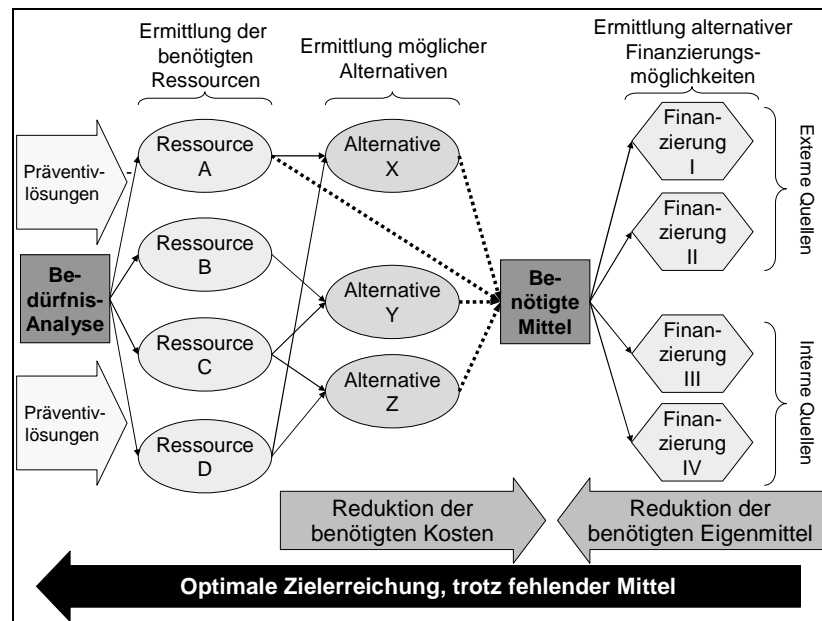 Ermittlung der
benötigten
Ressourcen
Ermittlung möglicher
Alternativen
Ermittlung alternativer
Finanzierungs-
möglichkeiten
Präventiv-
lösungen
Be-
dürfnis-
Analyse
Präventiv-
lösungen
Ressource
A
Ressource
B
Ressource
C
Ressource
D
Alternative
X
Alternative
Y
Alternative
Z
Be-
nötigte
Mittel
Finan-
zierung
I
Finan-
zierung
II
Finan-
zierung
III
Finan-
zierung
IV
Externe Quellen
Interne Quellen
Reduktion der
benötigten Kosten
Reduktion der
benötigten Eigenmittel
Optimale Zielerreichung, trotz fehlender Mittel